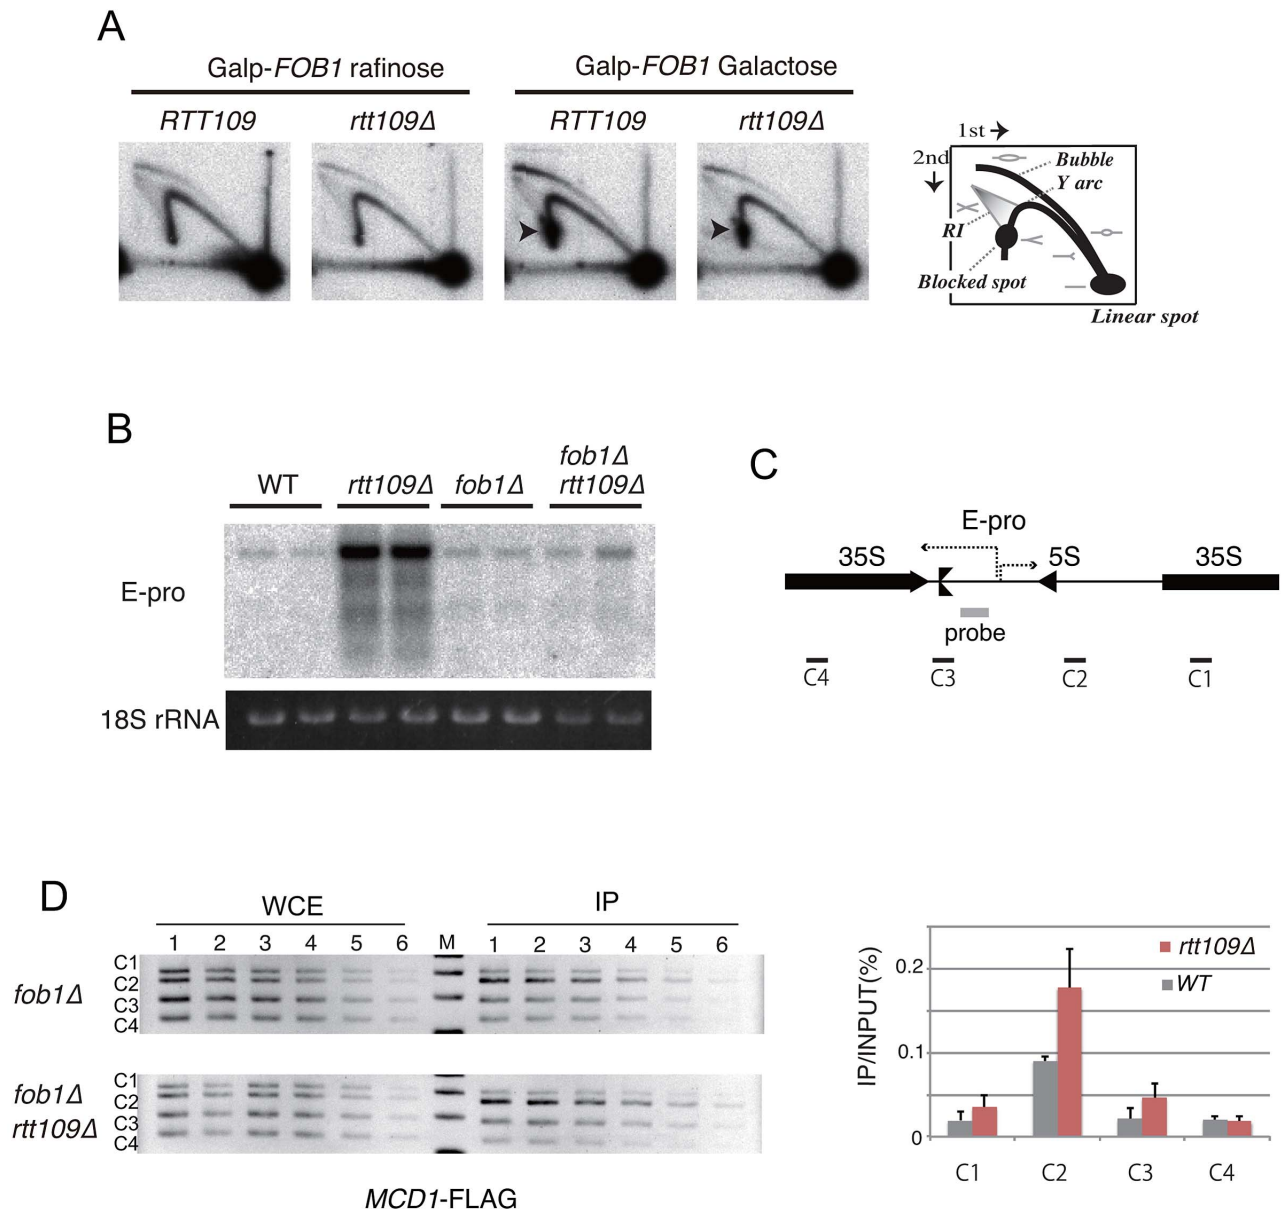 A
Galp-FOB1 rafinose
Galp-FOB1 Galactose
RTT109
rtt109Δ
RTT109
rtt109Δ
1st
2nd
Bubble
Y arc
RI
Blocked spot
Linear spot
B
WT
rtt109Δ
fob1Δ
fob1Δ
rtt109Δ
E-pro
18S rRNA
C
E-pro
35S
5S
35S
probe
C4
C3
C2
C1
D
WCE
IP
1 2 3 4 5 6 M 1 2 3 4 5 6
fob1Δ
C1
C2
C3
C4
fob1Δ
rtt109Δ
C1
C2
C3
C4
MCD1-FLAG
IP/INPUT(%)
0.2
0.1
0
rtt109Δ
WT
C1 C2 C3 C4